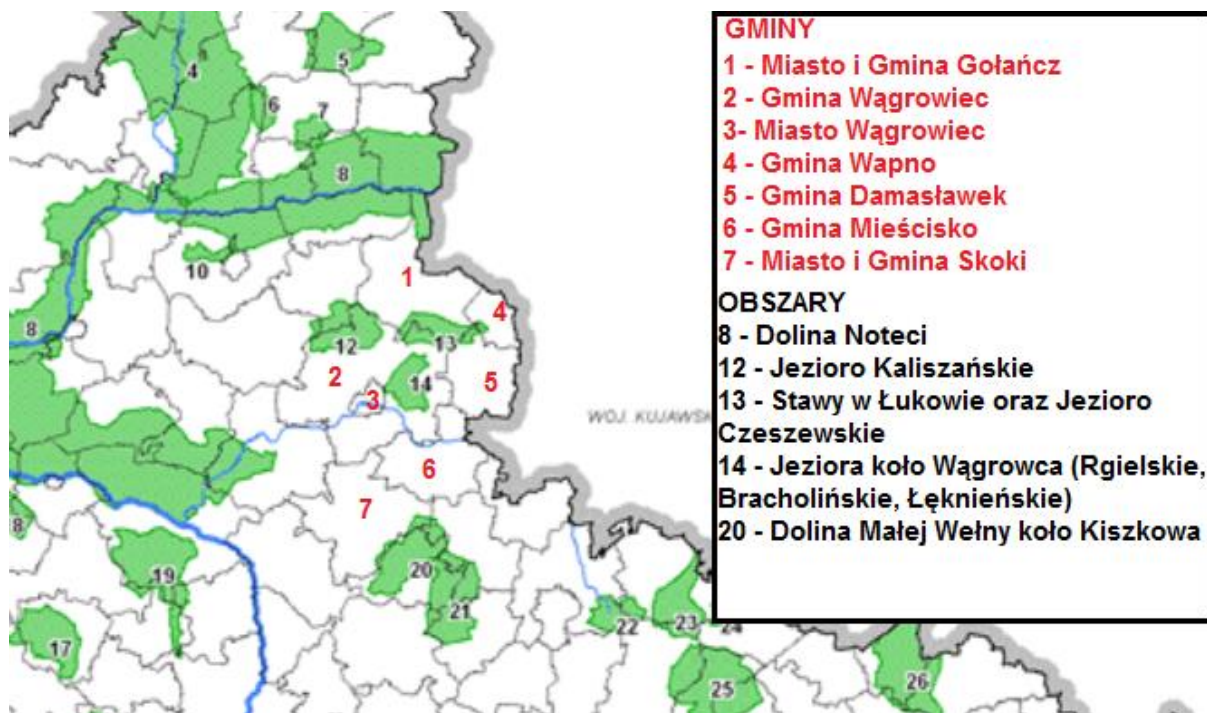 GMINY
1 - Miasto i Gmina Gołańcz
2 - Gmina Wągrowiec
3- Miasto Wągrowiec
4 - Gmina Wapno
5 - Gmina Damasławek
6 - Gmina Mieścisko
7 - Miasto i Gmina Skoki
OBSZARY
8 - Dolina Noteci
12 - Jezioro Kaliszańskie
13 - Stawy w Łukowie oraz Jezioro
Czeszewskie
14 - Jeziora koło Wągrowca (Rgielskie,
Bracholińskie, Łęknieńskie)
20 - Dolina Małej Wełny koło Kiszkowa
4
5
6
7
8
10
1
4
8
12
13
2
14
5
3
WOJ. KUJAWSK
6
7
8
19
20
21
22
23
24
17
25
26